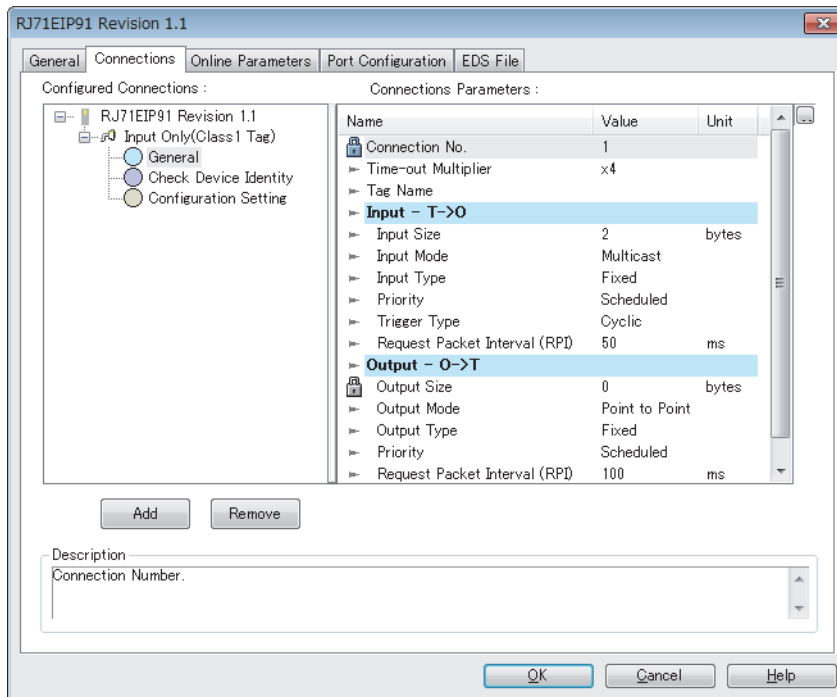 RJ71EIP91 Revision 1.1
General Connections Online Parameters Port Configuration EDS File
Configured Connections :
Connections Parameters :
RJ71EIP91 Revision 1.1
Input Only(Class1 Tag)
General
Check Device Identity
Configuration Setting
Name Value Unit
Connection No. 1
Time-out Multiplier x4
Tag Name
Input - T->O
Input Size 2 bytes
Input Mode Multicast
Input Type Fixed
Priority Scheduled
Trigger Type Cyclic
Request Packet Interval (RPI) 50 ms
Output - O->T
Output Size 0 bytes
Output Mode Point to Point
Output Type Fixed
Priority Scheduled
Request Packet Interval (RPI) 100 ms
Add Remove
Description
Connection Number.
OK Cancel Help